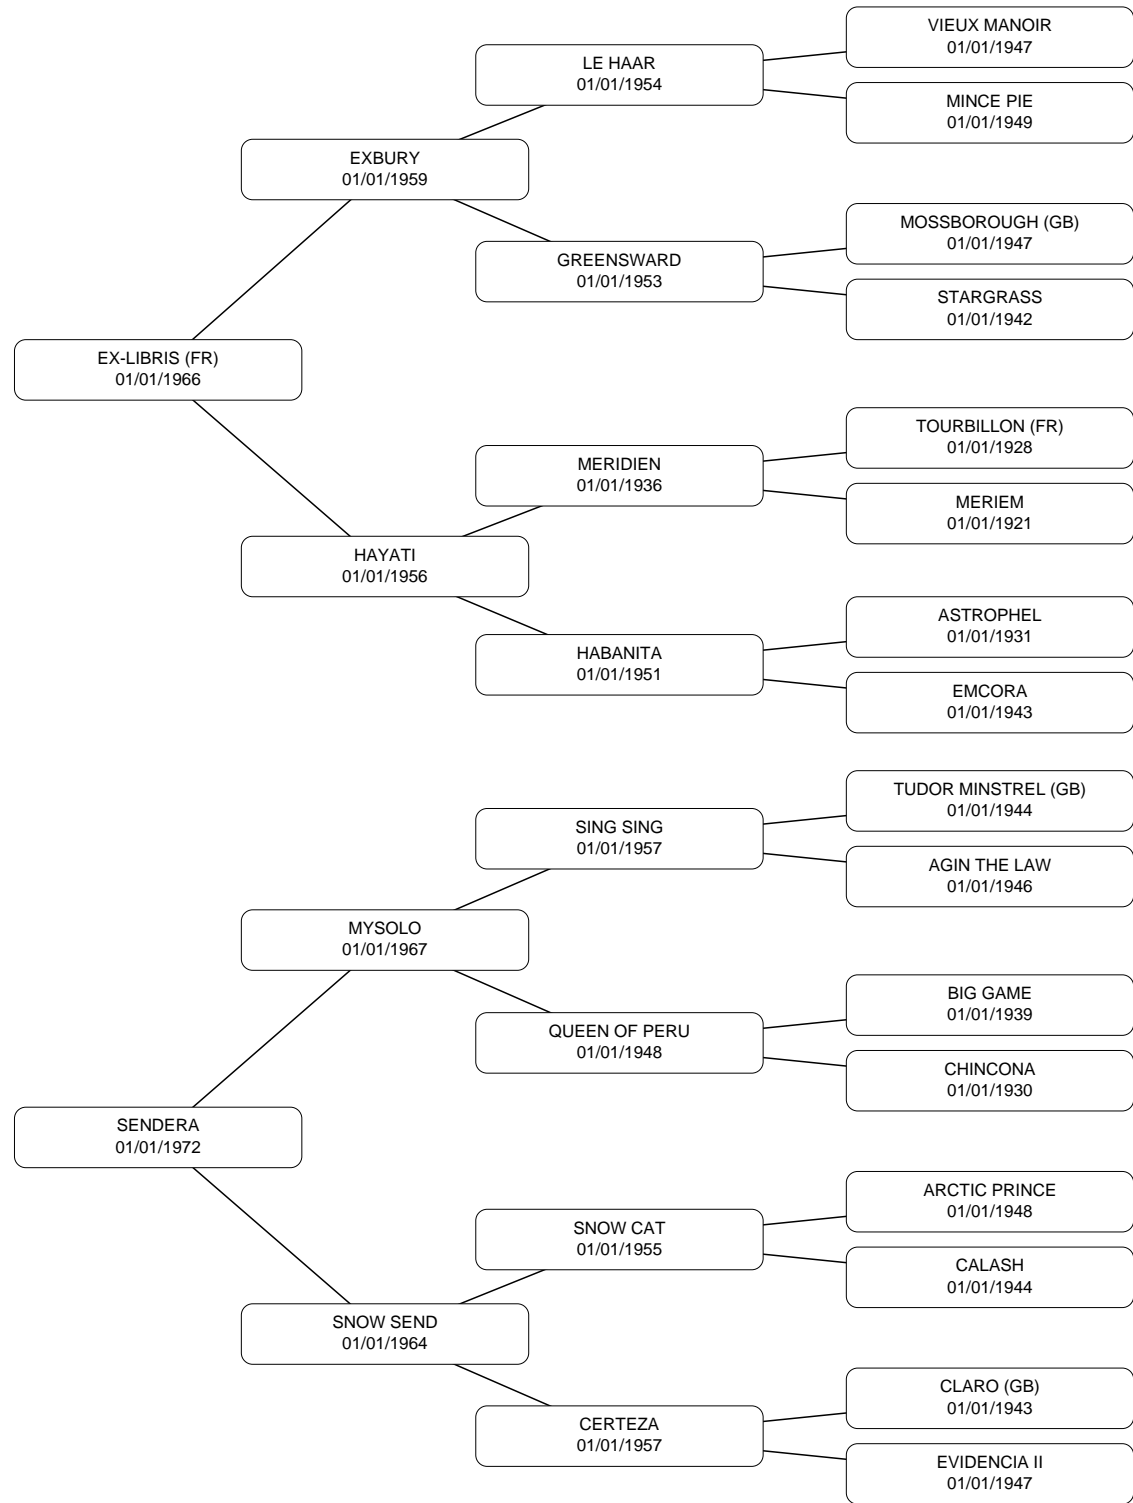 VIEUX MANOIR
01/01/1947
LE HAAR
01/01/1954
MINCE PIE
01/01/1949
EXBURY
01/01/1959
MOSSBOROUGH (GB)
01/01/1947
GREENSWARD
01/01/1953
STARGRASS
01/01/1942
EX-LIBRIS (FR)
01/01/1966
TOURBILLON (FR)
01/01/1928
MERIDIEN
01/01/1936
MERIEM
01/01/1921
HAYATI
01/01/1956
ASTROPHEL
01/01/1931
HABANITA
01/01/1951
EMCORA
01/01/1943
TUDOR MINSTREL (GB)
01/01/1944
SING SING
01/01/1957
AGIN THE LAW
01/01/1946
MYSOLO
01/01/1967
BIG GAME
01/01/1939
QUEEN OF PERU
01/01/1948
CHINCONA
01/01/1930
SENDERA
01/01/1972
ARCTIC PRINCE
01/01/1948
SNOW CAT
01/01/1955
CALASH
01/01/1944
SNOW SEND
01/01/1964
CLARO (GB)
01/01/1943
CERTEZA
01/01/1957
EVIDENCIA II
01/01/1947